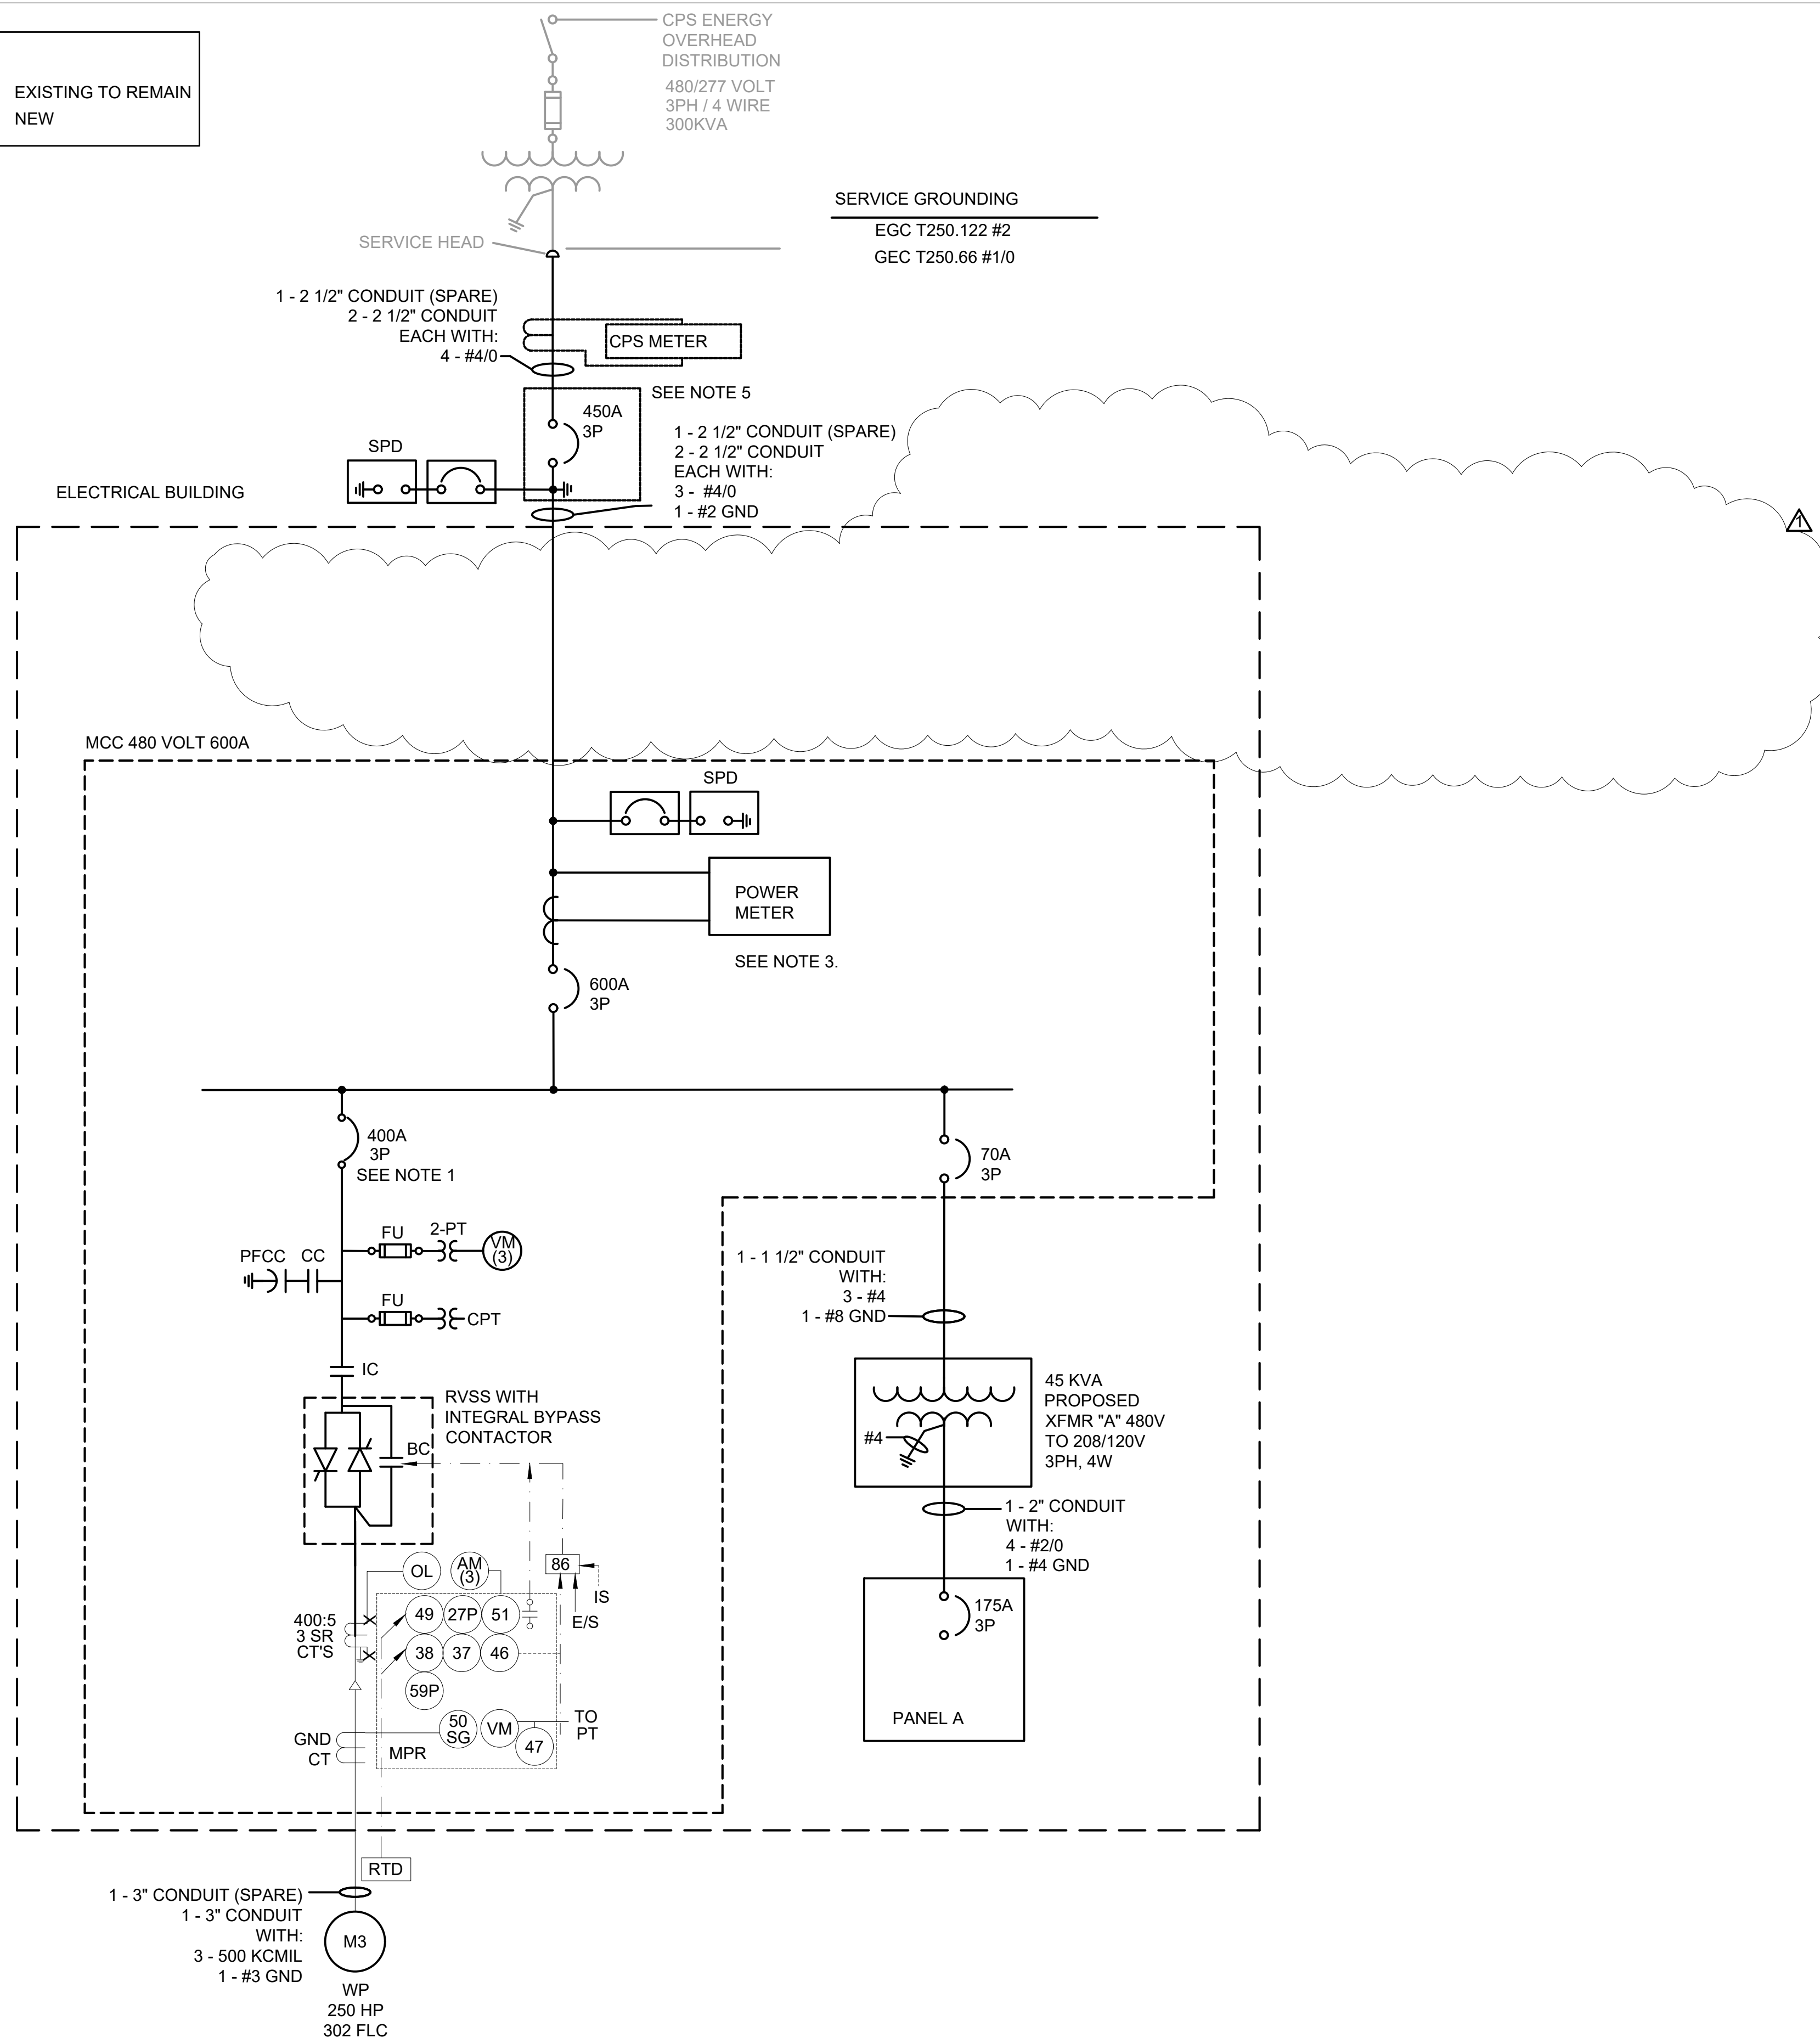 EXISTING TO REMAIN
NEW
CPS ENERGY
OVERHEAD
DISTRIBUTION
480/277 VOLT
3PH / 4 WIRE
300KVA
SERVICE GROUNDING
EGC T250.122 #2
GEC T250.66 #1/0
SERVICE HEAD
1 - 2 1/2" CONDUIT (SPARE)
2 - 2 1/2" CONDUIT
EACH WITH:
4 - #4/0
CPS METER
SEE NOTE 5
450A
3P
1 - 2 1/2" CONDUIT (SPARE)
2 - 2 1/2" CONDUIT
EACH WITH:
3 - #4/0
1 - #2 GND
SPD
ELECTRICAL BUILDING
1
MCC 480 VOLT 600A
SPD
POWER
METER
SEE NOTE 3.
600A
3P
400A
3P
SEE NOTE 1
70A
3P
FU
2-PT
VM
(3)
PFCC
CC
FU
CPT
IC
1 - 1 1/2" CONDUIT
WITH:
3 - #4
1 - #8 GND
RVSS WITH
INTEGRAL BYPASS
CONTACTOR
BC
45 KVA
PROPOSED
XFMR "A" 480V
TO 208/120V
3PH, 4W
#4
1 - 2" CONDUIT
WITH:
4 - #2/0
1 - #4 GND
OL
AM
(3)
86
IS
E/S
400:5
3 SR
CT'S
49
27P
51
38
37
46
59P
50
SG
VM
47
TO
PT
GND
CT
MPR
175A
3P
PANEL A
RTD
1 - 3" CONDUIT (SPARE)
1 - 3" CONDUIT
WITH:
3 - 500 KCMIL
1 - #3 GND
M3
WP
250 HP
302 FLC